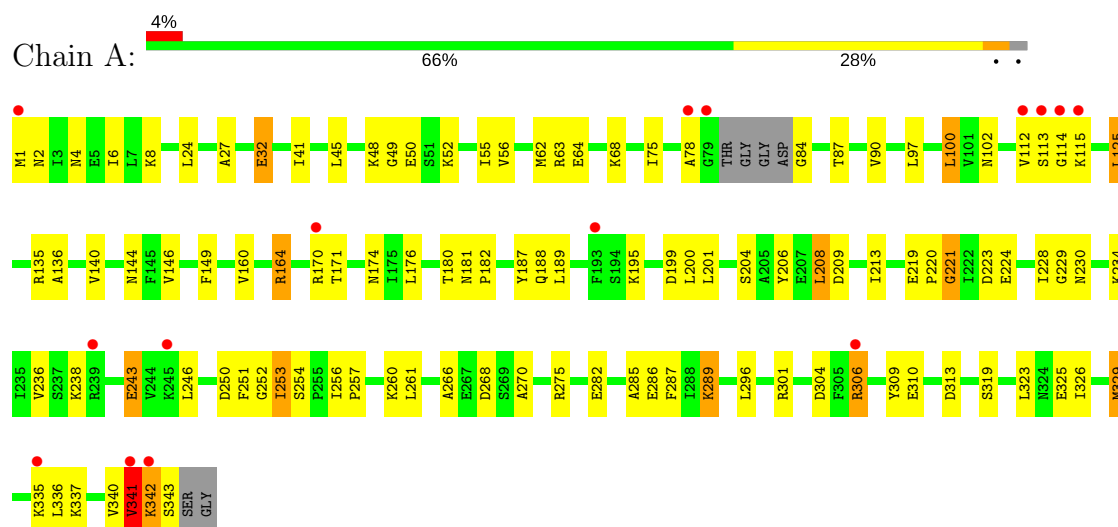 4%
Chain A:
66% 28% • •
M1 N2 I3 N4 E5 I6 L7 K8 L24 A27 E32 I41 L45 K48 G49 E50 S51 K52 I55 V56 M62 R63 E64 K68 I75 A78 G79 THR GLY GLY ASP G84 T87 V90 L97 L100 V101 N102 V112 S113 G114 K115 L125
R135 A136 V140 N144 F145 V146 F149 V160 R164 R170 T171 N174 I175 L176 T180 N181 P182 Y187 Q188 L189 F193 S194 K195 D199 L200 L201 S204 A205 Y206 E207 L208 D209 I213 E219 P220 G221 I222 D223 E224 I228 G229 N230 K234
I235 V236 S237 K238 R239 E243 V244 K245 L246 D250 F251 G252 I253 S254 P255 I256 P257 K260 L261 A266 E267 D268 S269 A270 R275 E282 A285 E286 F287 I288 K289 L296 R301 D304 F305 R306 Y309 E310 D313 S319 L323 N324 E325 I326 M329
K335 L336 K337 V340 V341 K342 S343 SER GLY